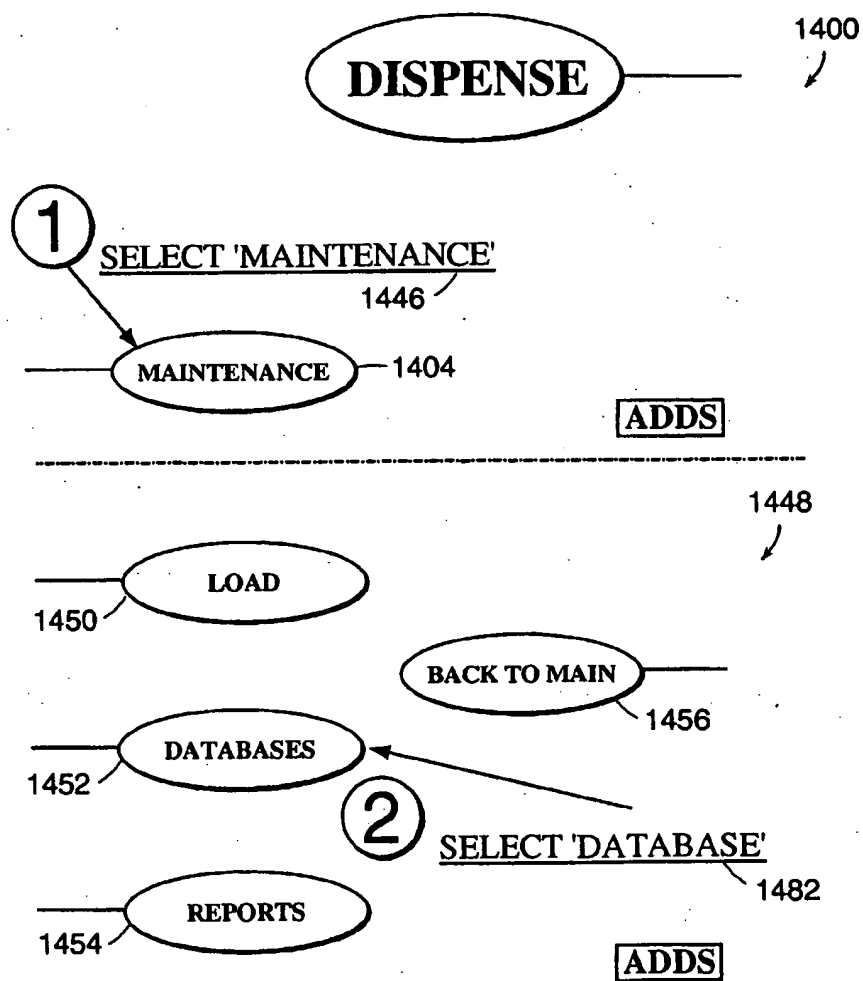 1400
DISPENSE
1
SELECT 'MAINTENANCE'
1446
MAINTENANCE
1404
ADDS
1448
LOAD
1450
BACK TO MAIN
1456
DATABASES
1452
2
SELECT 'DATABASE'
1482
REPORTS
1454
ADDS